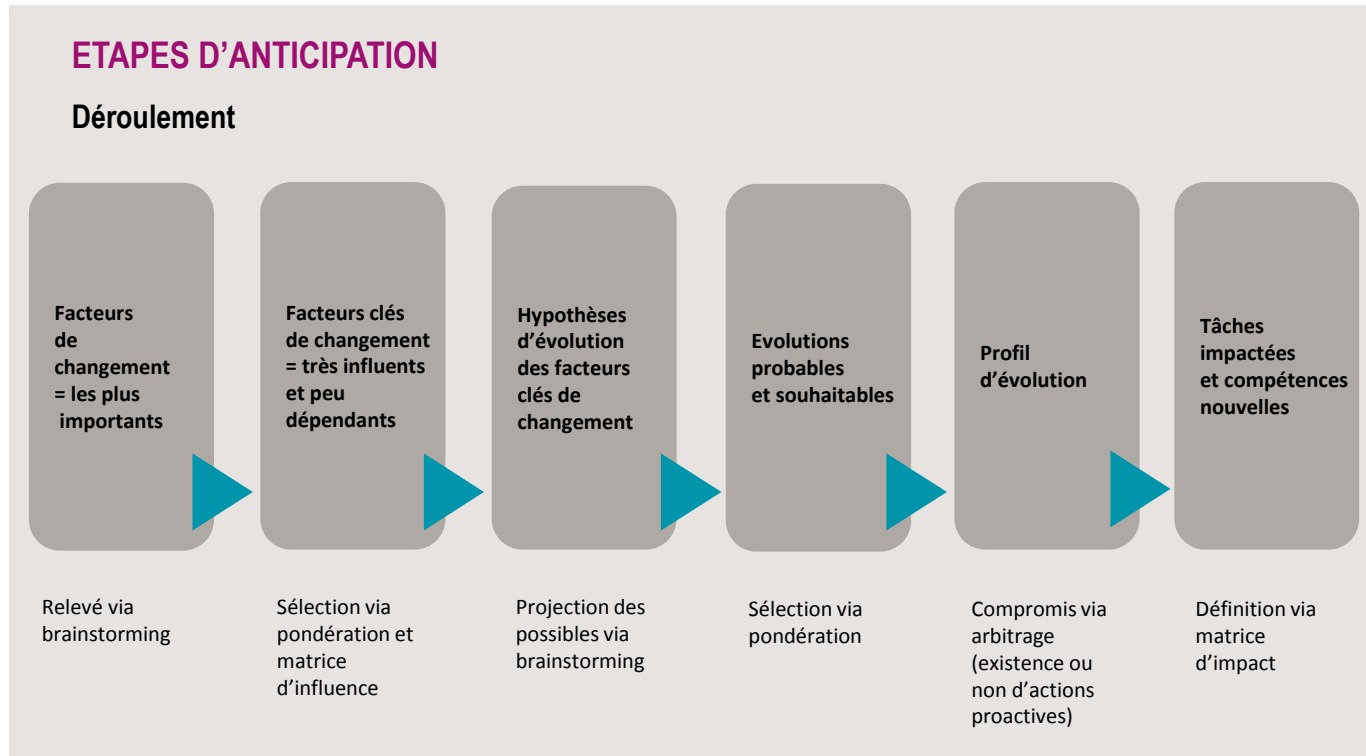 ETAPES D’ANTICIPATION
Déroulement
Facteurs
de
changement
= les plus
importants
Facteurs clés
de changement
= très influents
et peu
dépendants
Hypothèses
d’évolution
des facteurs
clés de
changement
Evolutions
probables
et souhaitables
Profil
d’évolution
Tâches
impactées
et compétences
nouvelles
Relevé via
brainstorming
Sélection via
pondération et
matrice
d’influence
Projection des
possibles via
brainstorming
Sélection via
pondération
Compromis via
arbitrage
(existence ou
non d’actions
proactives)
Définition via
matrice
d’impact